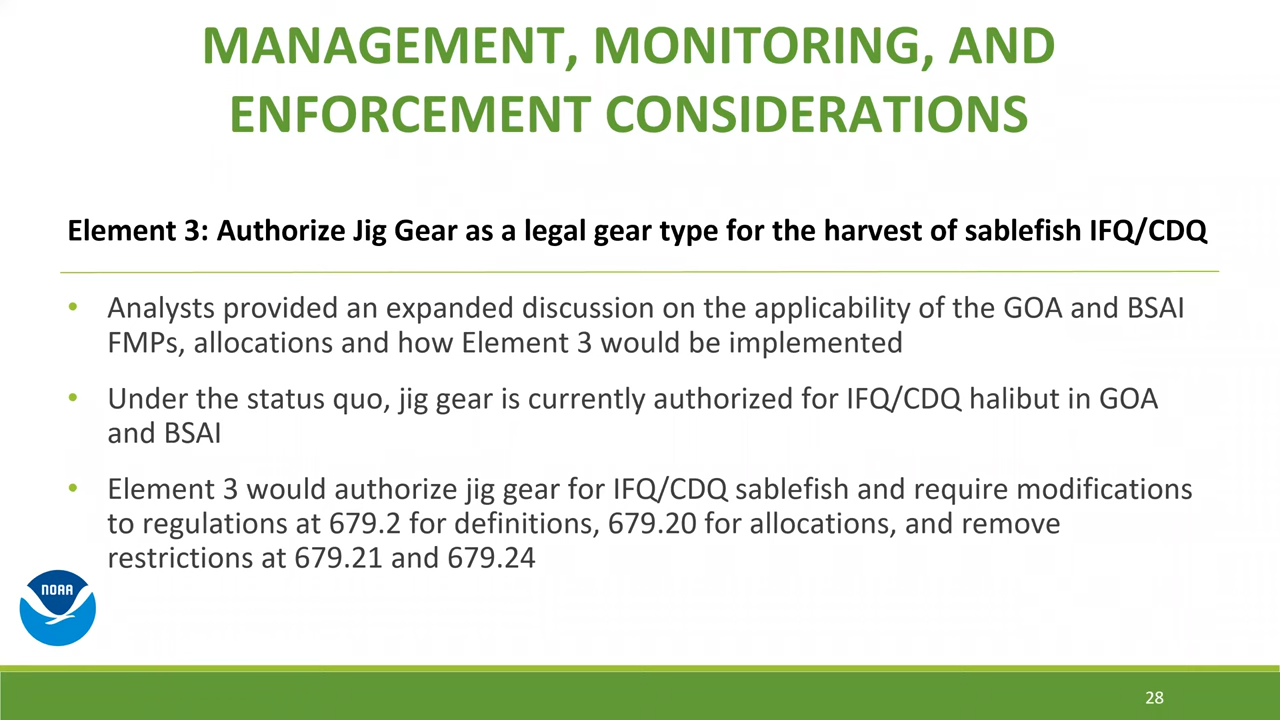 MANAGEMENT, MONITORING, AND
ENFORCEMENT CONSIDERATIONS
Element 3: Authorize Jig Gear as a legal gear type for the harvest of sablefish IFQ/CDQ
• Analysts provided an expanded discussion on the applicability of the GOA and BSAI
FMPs, allocations and how Element 3 would be implemented
• Under the status quo, jig gear is currently authorized for IFQ/CDQ halibut in GOA
and BSAI
• Element 3 would authorize jig gear for IFQ/CDQ sablefish and require modifications
to regulations at 679.2 for definitions, 679.20 for allocations, and remove
restrictions at 679.21 and 679.24
NOAA
28